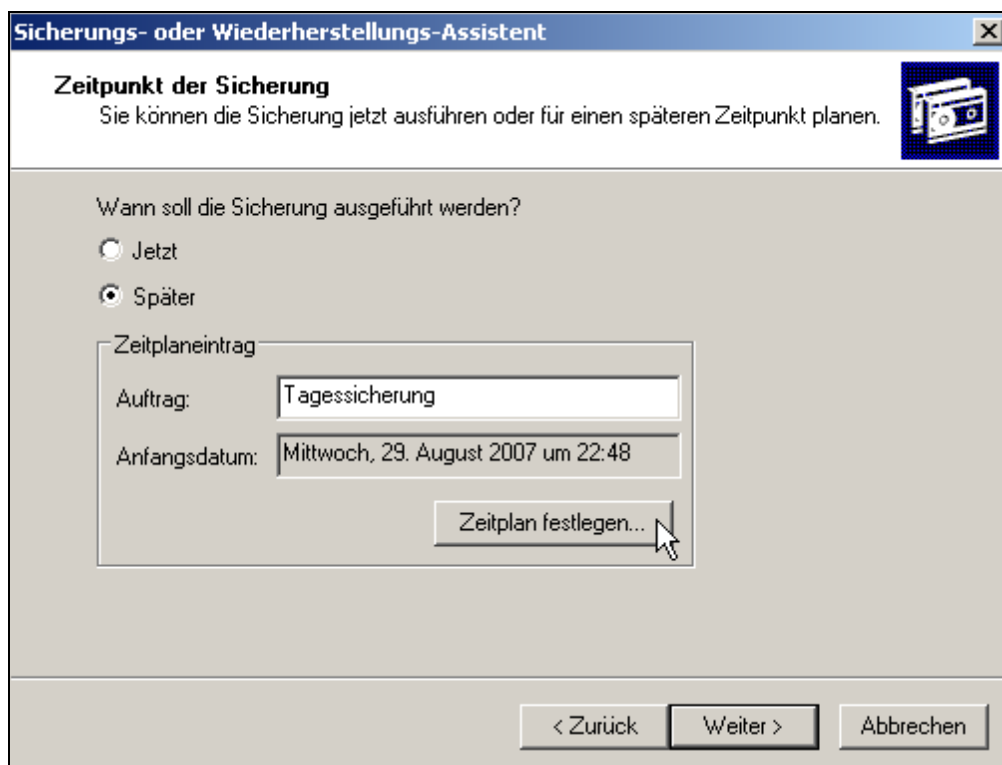 Sicherungs- oder Wiederherstellungs-Assistent
Zeitpunkt der Sicherung
Sie können die Sicherung jetzt ausführen oder für einen späteren Zeitpunkt planen.
Wann soll die Sicherung ausgeführt werden?
Jetzt
Später
Zeitplaneintrag
Auftrag: Tagessicherung
Anfangsdatum: Mittwoch, 29. August 2007 um 22:48
Zeitplan festlegen...
< Zurück Weiter > Abbrechen